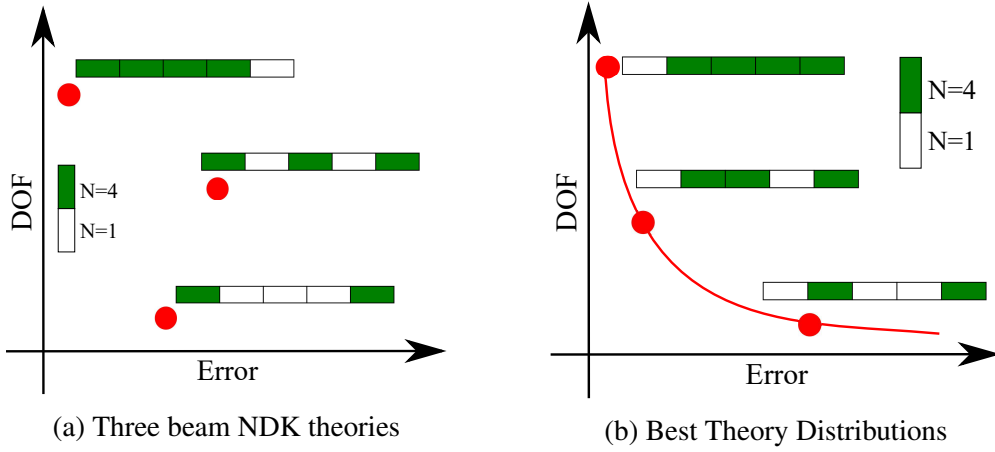 DOF
N=4
N=1
Error
(a) Three beam NDK theories
DOF
N=4
N=1
Error
(b) Best Theory Distributions